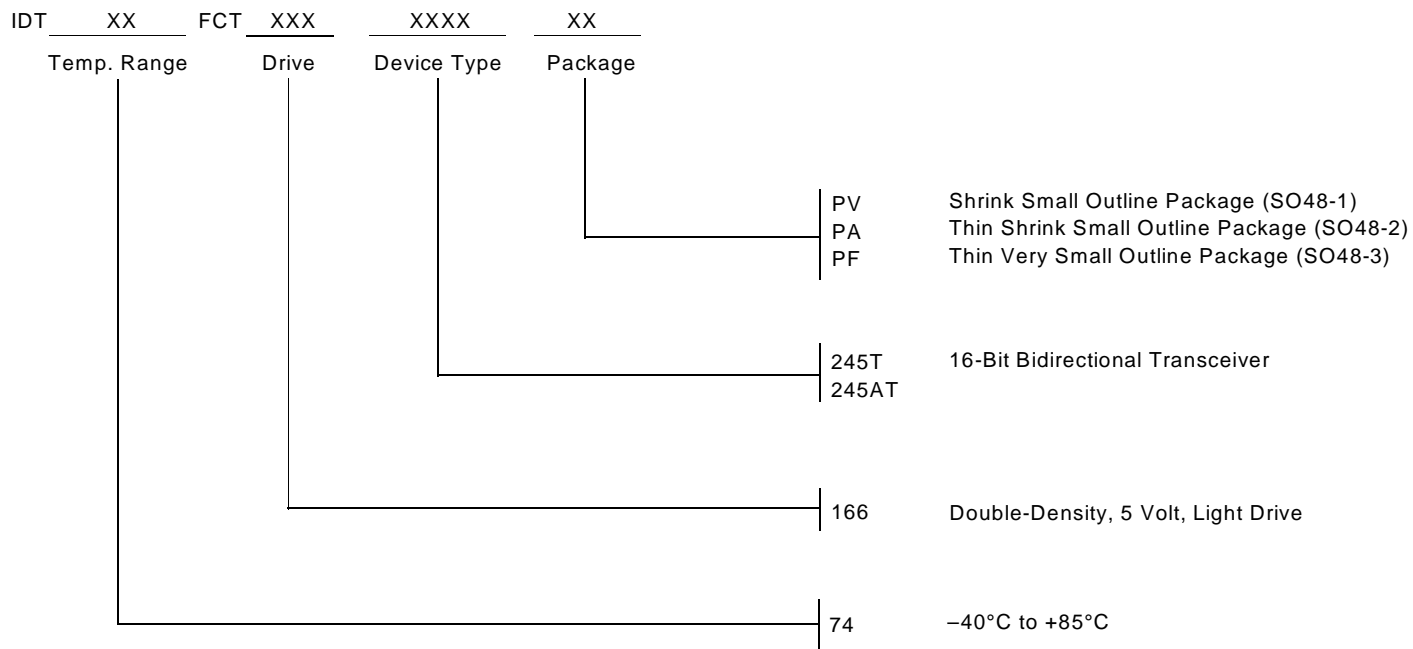 IDT XX FCT XXX XXXX XX
Temp. Range Drive Device Type Package
PV Shrink Small Outline Package (SO48-1)
PA Thin Shrink Small Outline Package (SO48-2)
PF Thin Very Small Outline Package (SO48-3)
245T 16-Bit Bidirectional Transceiver
245AT
166 Double-Density, 5 Volt, Light Drive
74 –40°C to +85°C